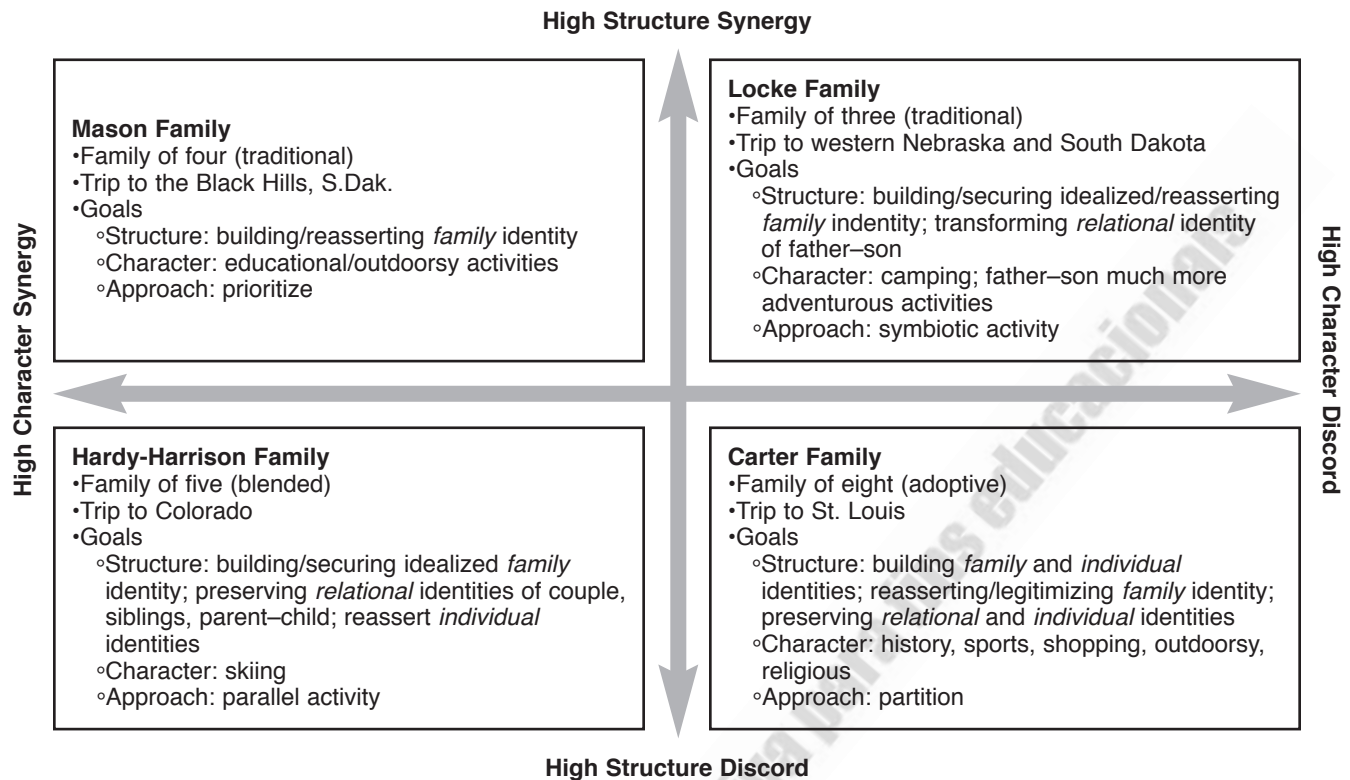 High Structure Synergy
High Character Synergy
Mason Family
•Family of four (traditional)
•Trip to the Black Hills, S.Dak.
•Goals
°Structure: building/reasserting family identity
°Character: educational/outdoorsy activities
°Approach: prioritize
Locke Family
•Family of three (traditional)
•Trip to western Nebraska and South Dakota
•Goals
°Structure: building/securing idealized/reasserting
family indentity; transforming relational identity
of father–son
°Character: camping; father–son much more
adventurous activities
°Approach: symbiotic activity
High Character Discord
Hardy-Harrison Family
•Family of five (blended)
•Trip to Colorado
•Goals
°Structure: building/securing idealized family
identity; preserving relational identities of couple,
siblings, parent–child; reassert individual
identities
°Character: skiing
°Approach: parallel activity
Carter Family
•Family of eight (adoptive)
•Trip to St. Louis
•Goals
°Structure: building family and individual
identities; reasserting/legitimizing family identity;
preserving relational and individual identities
°Character: history, sports, shopping, outdoorsy,
religious
°Approach: partition
High Structure Discord
para fins educacionais